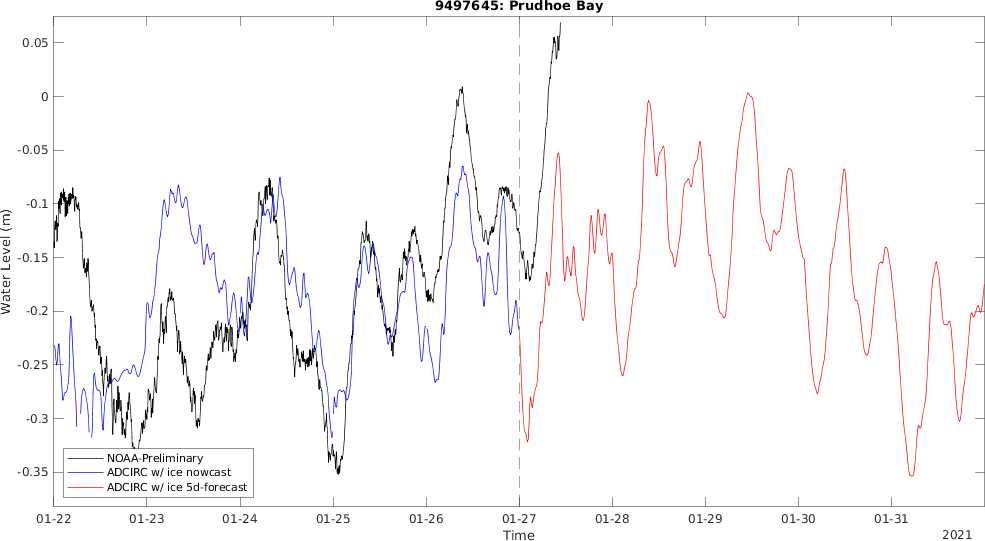 9497645: Prudhoe Bay
Water Level (m)
0.05
0
-0.05
-0.1
-0.15
-0.2
-0.25
-0.3
-0.35
NOAA-Preliminary
ADCIRC w/ ice nowcast
ADCIRC w/ ice 5d-forecast
01-22 01-23 01-24 01-25 01-26 01-27 01-28 01-29 01-30 01-31
Time
2021